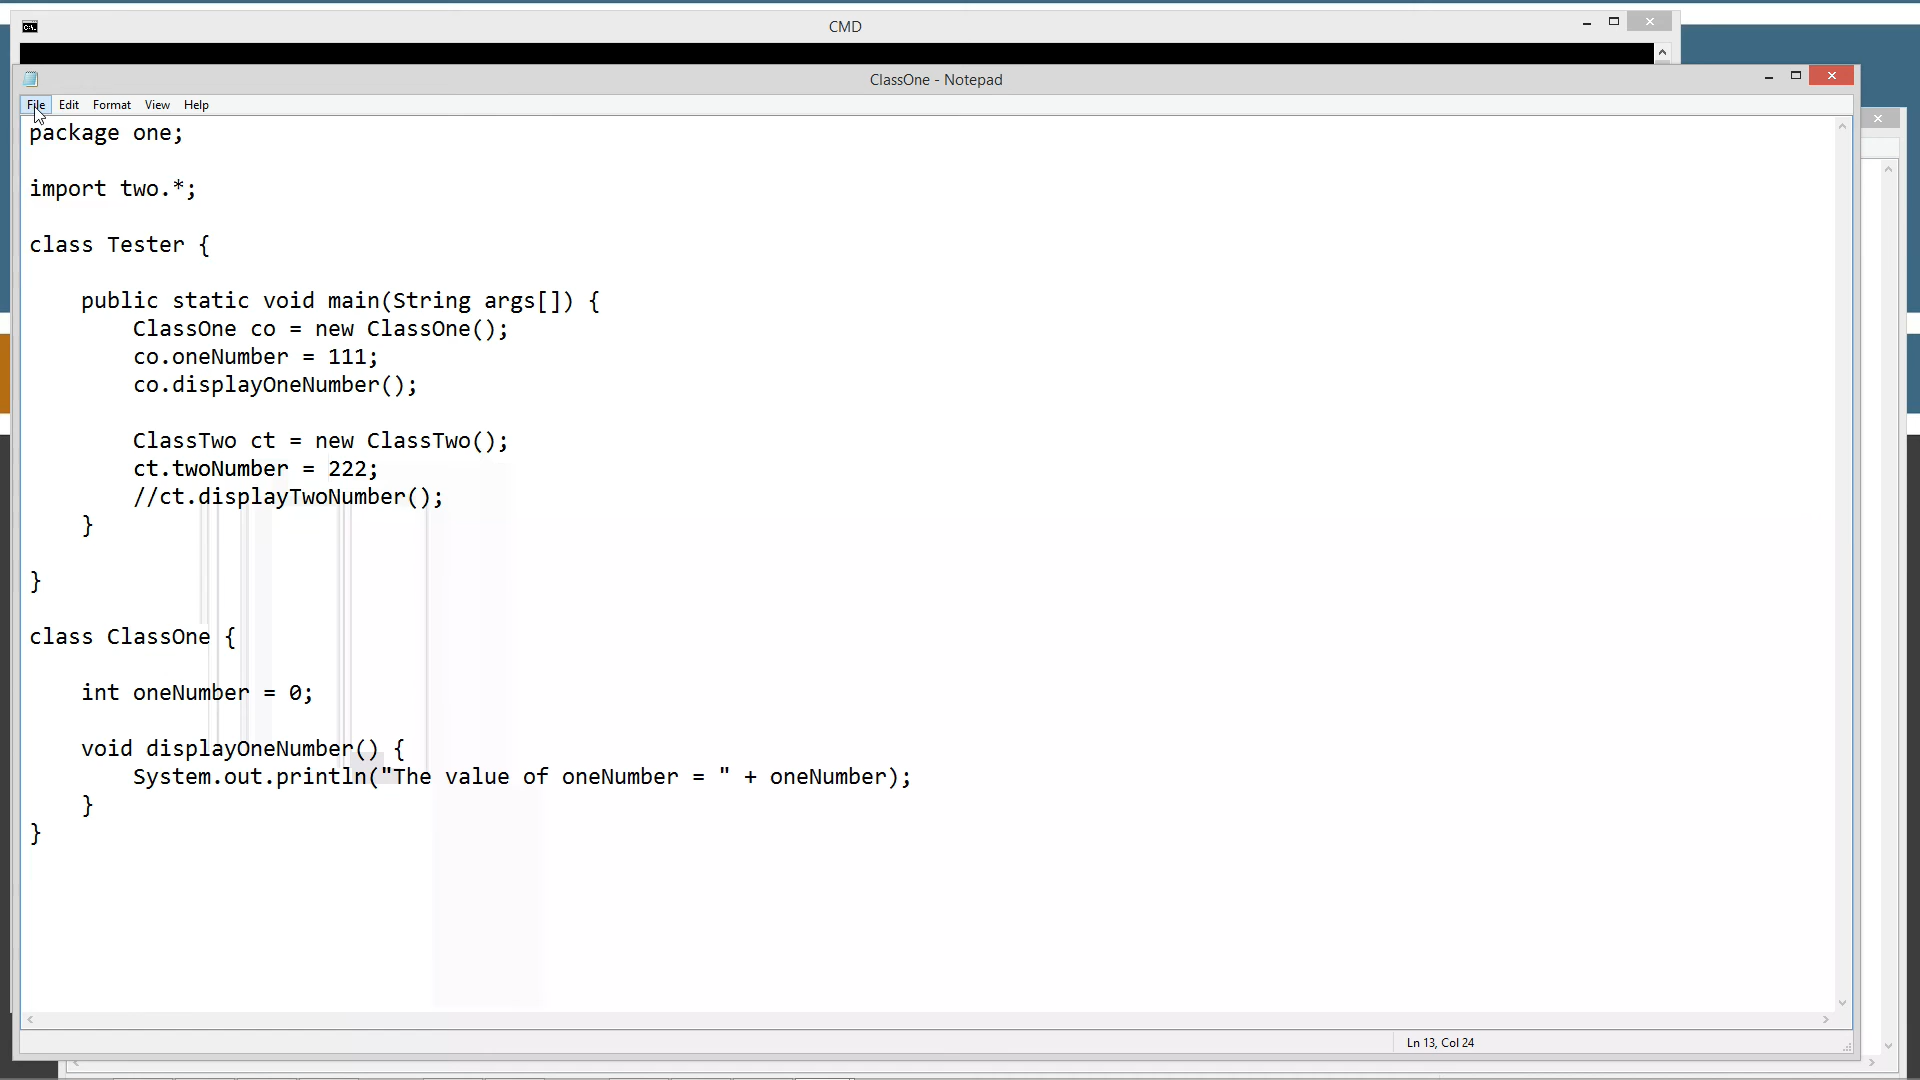 CMD
ClassOne - Notepad
File Edit Format View Help
package one;
import two.*;
class Tester {
public static void main(String args[]) {
ClassOne co = new ClassOne();
co.oneNumber = 111;
co.displayOneNumber();
ClassTwo ct = new ClassTwo();
ct.twoNumber = 222;
//ct.displayTwoNumber();
}
}
class ClassOne {
int oneNumber = 0;
void displayOneNumber() {
System.out.println("The value of oneNumber = " + oneNumber);
}
}
Ln 13, Col 24